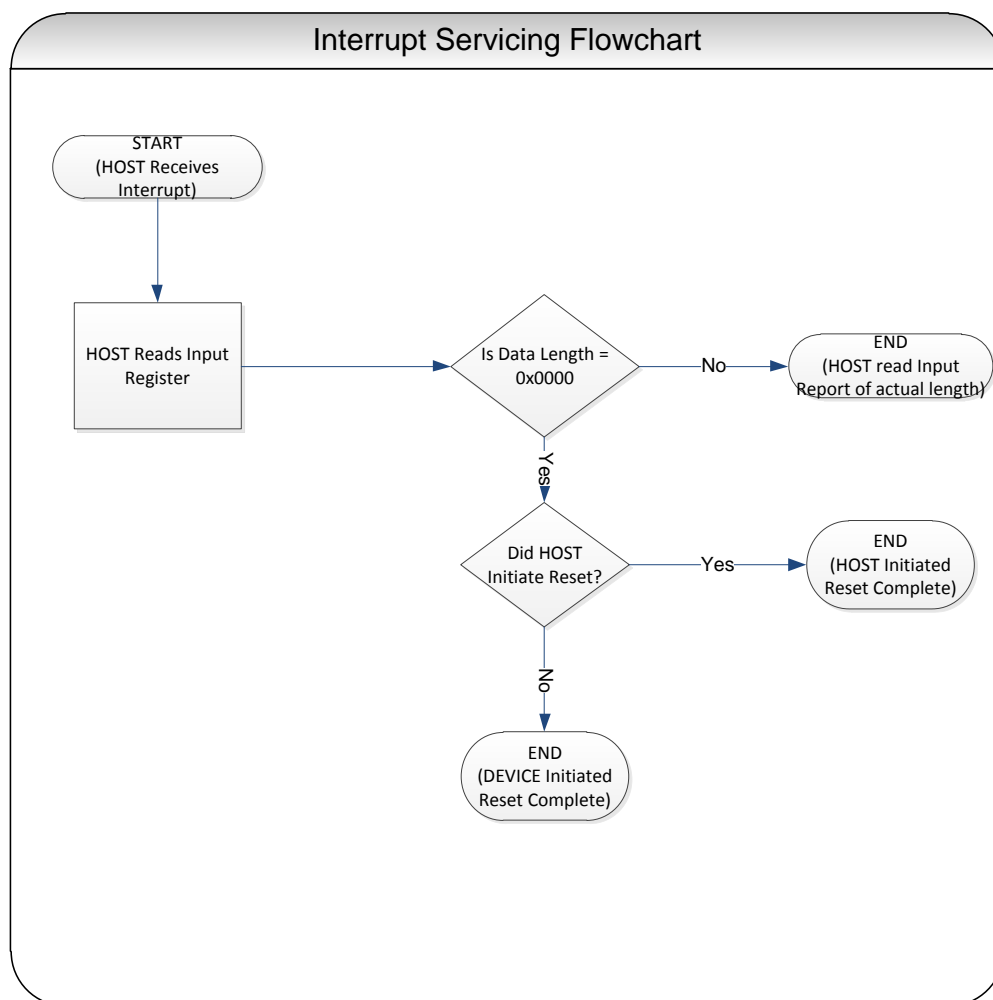 Interrupt Servicing Flowchart
START
(HOST Receives
Interrupt)
HOST Reads Input
Register
Is Data Length =
0x0000
No
END
(HOST read Input
Report of actual length)
Yes
Did HOST
Initiate Reset?
Yes
END
(HOST Initiated
Reset Complete)
No
END
(DEVICE Initiated
Reset Complete)